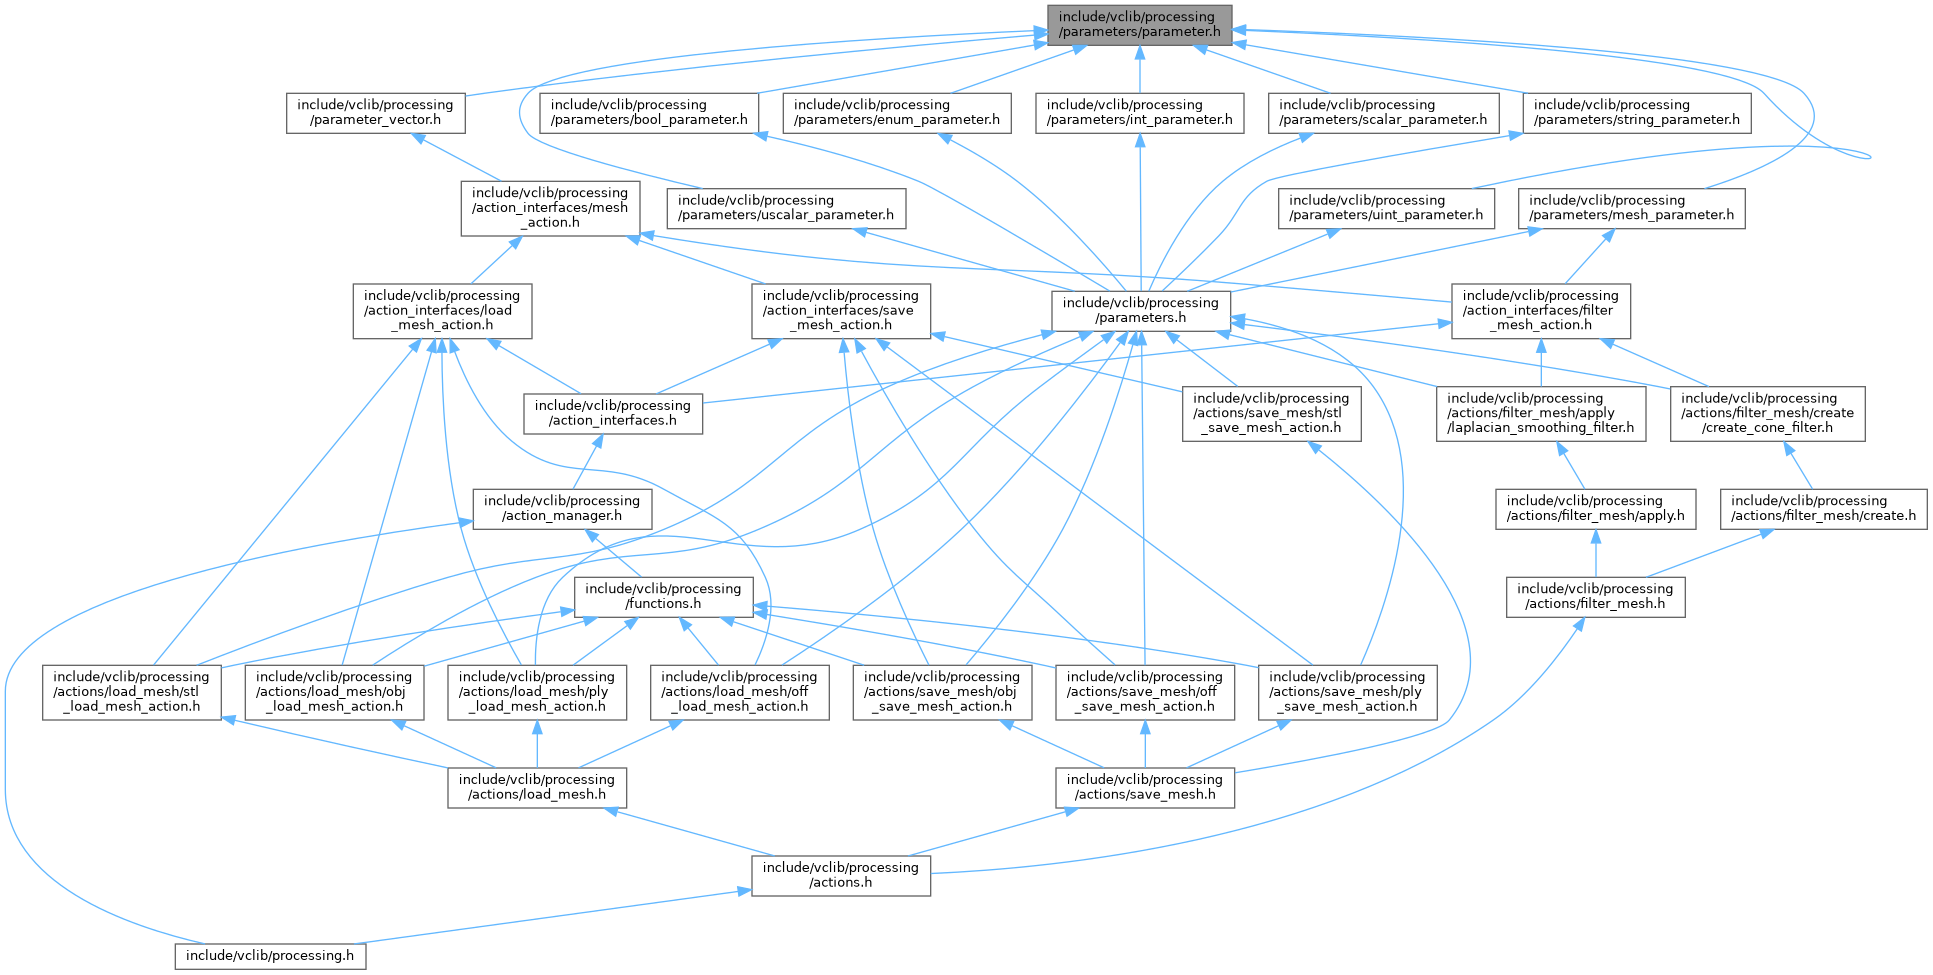 include/vclib/processing
/parameters/parameter.h
include/vclib/processing
/parameter_vector.h
include/vclib/processing
/parameters/bool_parameter.h
include/vclib/processing
/parameters/enum_parameter.h
include/vclib/processing
/parameters/int_parameter.h
include/vclib/processing
/parameters/scalar_parameter.h
include/vclib/processing
/parameters/string_parameter.h
include/vclib/processing
/action_interfaces/mesh
_action.h
include/vclib/processing
/parameters/uscalar_parameter.h
include/vclib/processing
/parameters/uint_parameter.h
include/vclib/processing
/parameters/mesh_parameter.h
include/vclib/processing
/action_interfaces/load
_mesh_action.h
include/vclib/processing
/action_interfaces/save
_mesh_action.h
include/vclib/processing
/parameters.h
include/vclib/processing
/action_interfaces/filter
_mesh_action.h
include/vclib/processing
/action_interfaces.h
include/vclib/processing
/actions/save_mesh/stl
_save_mesh_action.h
include/vclib/processing
/actions/filter_mesh/apply
/laplacian_smoothing_filter.h
include/vclib/processing
/actions/filter_mesh/create
/create_cone_filter.h
include/vclib/processing
/action_manager.h
include/vclib/processing
/actions/filter_mesh/apply.h
include/vclib/processing
/actions/filter_mesh/create.h
include/vclib/processing
/functions.h
include/vclib/processing
/actions/filter_mesh.h
include/vclib/processing
/actions/load_mesh/stl
_load_mesh_action.h
include/vclib/processing
/actions/load_mesh/obj
_load_mesh_action.h
include/vclib/processing
/actions/load_mesh/ply
_load_mesh_action.h
include/vclib/processing
/actions/load_mesh/off
_load_mesh_action.h
include/vclib/processing
/actions/save_mesh/obj
_save_mesh_action.h
include/vclib/processing
/actions/save_mesh/off
_save_mesh_action.h
include/vclib/processing
/actions/save_mesh/ply
_save_mesh_action.h
include/vclib/processing
/actions/load_mesh.h
include/vclib/processing
/actions/save_mesh.h
include/vclib/processing
/actions.h
include/vclib/processing.h